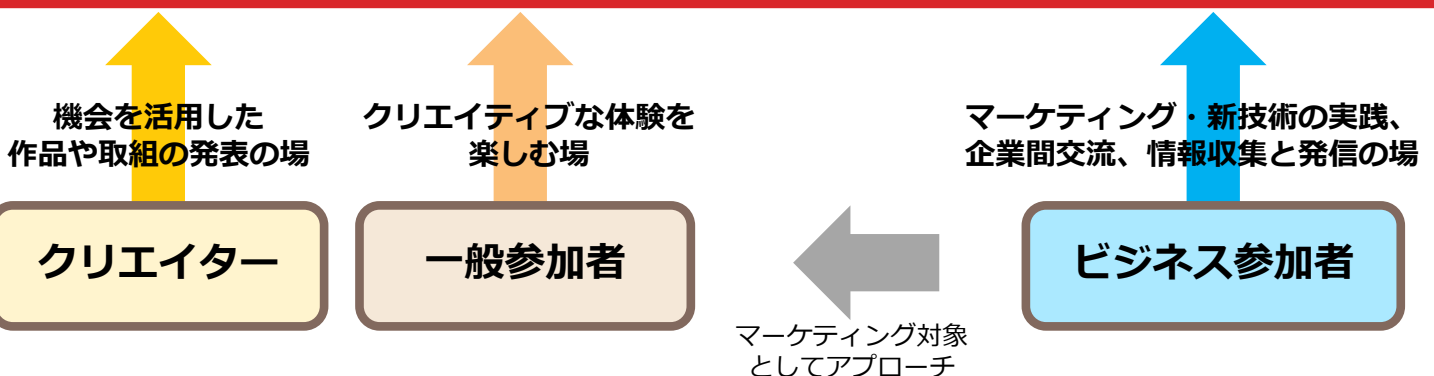 機会を活用した
作品や取組の発表の場
クリエイティブな体験を
楽しむ場
マーケティング・新技術の実践、
企業間交流、情報収集と発信の場
クリエイター
一般参加者
ビジネス参加者
マーケティング対象
としてアプローチ